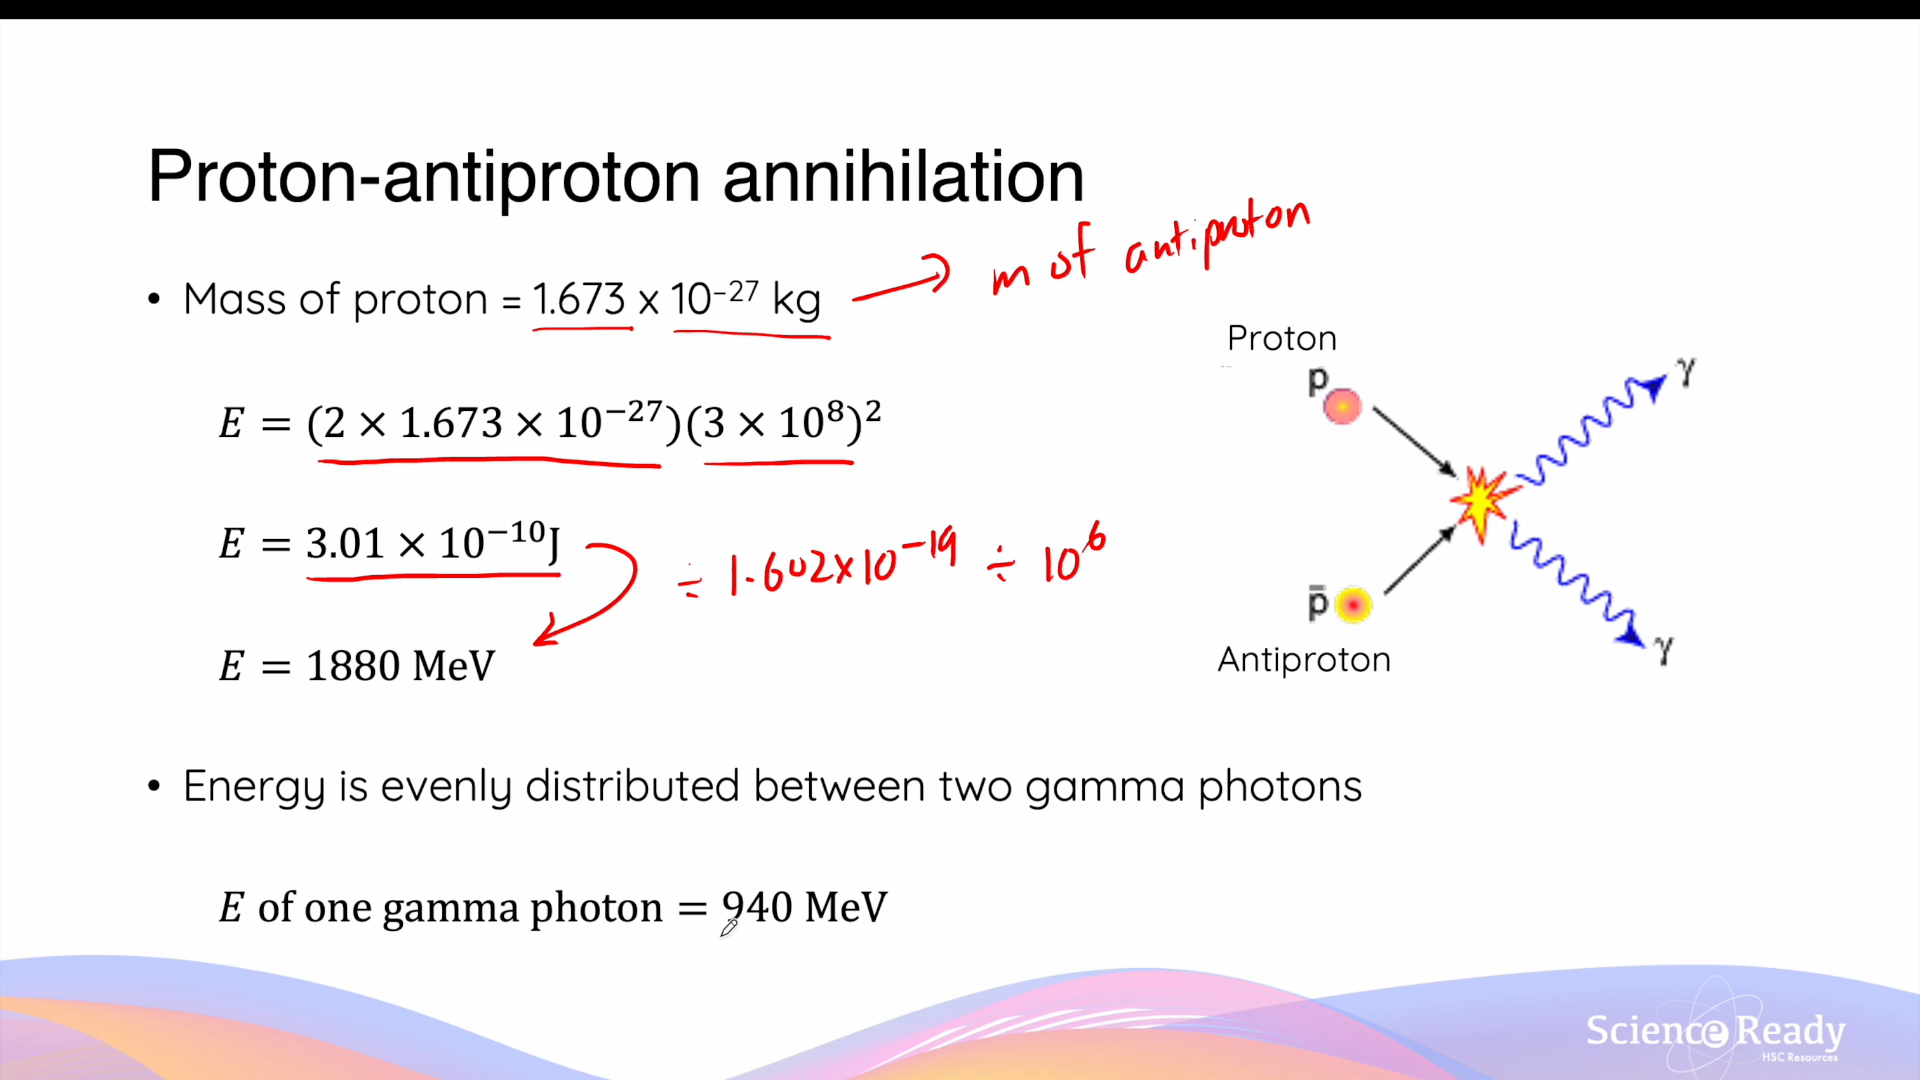 Proton-antiproton annihilation
• Mass of proton = 1.673 x 10⁻²⁷ kg → m of antiproton
E = (2 × 1.673 × 10⁻²⁷)(3 × 10⁸)²
E = 3.01 × 10⁻¹⁰J ÷ 1.602×10⁻¹⁹ ÷ 10⁶
E = 1880 MeV
Proton
p
γ
p̄
γ
Antiproton
• Energy is evenly distributed between two gamma photons
E of one gamma photon = 940 MeV
Science Ready
HSC Resources